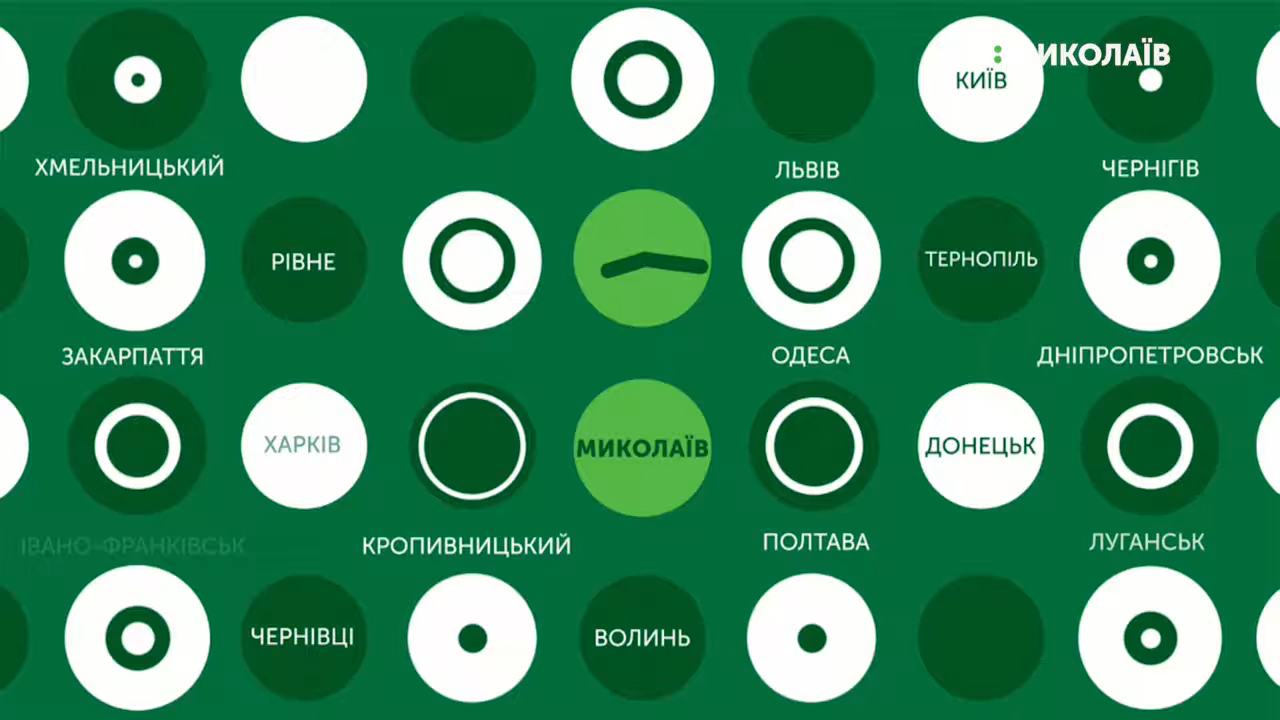 :ИКОЛАЇВ
КИЇВ
ХМЕЛЬНИЦЬКИЙ
ЛЬВІВ
ЧЕРНІГІВ
РІВНЕ
ТЕРНОПІЛЬ
ЗАКАРПАТТЯ
ОДЕСА
ДНІПРОПЕТРОВСЬК
ХАРКІВ
МИКОЛАЇВ
ДОНЕЦЬК
ІВАНО-ФРАНКІВСЬК
КРОПИВНИЦЬКИЙ
ПОЛТАВА
ЛУГАНСЬК
ЧЕРНІВЦІ
ВОЛИНЬ